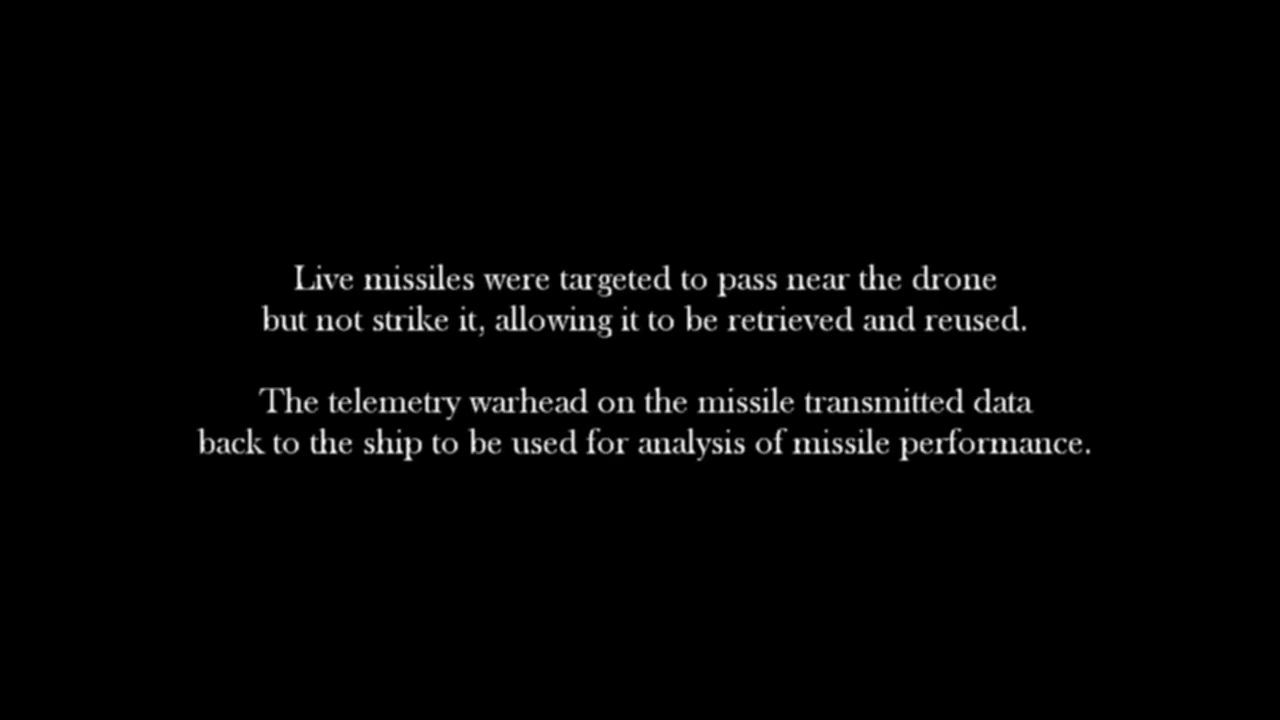 Live missiles were targeted to pass near the drone
but not strike it, allowing it to be retrieved and reused.
The telemetry warhead on the missile transmitted data
back to the ship to be used for analysis of missile performance.